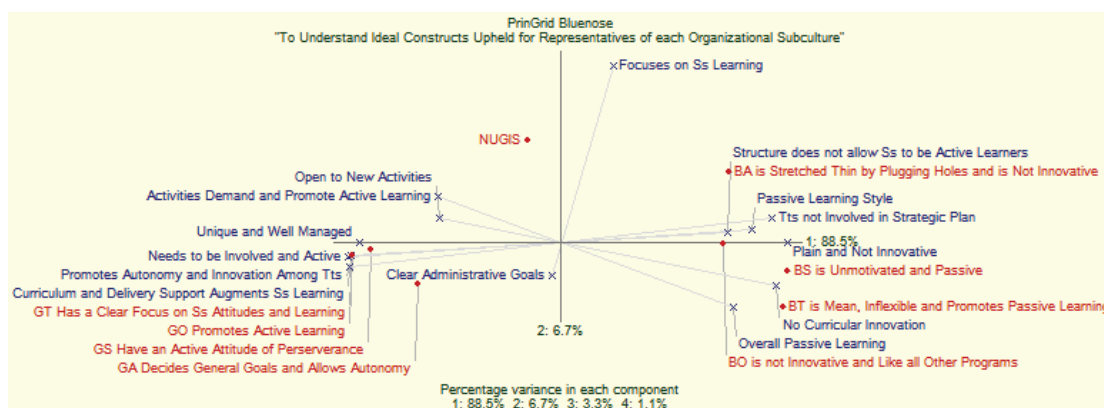 PrinGrid Bluenose
"To Understand Ideal Constructs Upheld for Representatives of each Organizational Subculture"
Focuses on Ss Learning
NUGIS
Structure does not allow Ss to be Active Learners
BA is Stretched Thin by Plugging Holes and is Not Innovative
Open to New Activities
Activities Demand and Promote Active Learning
Passive Learning Style
Tts not Involved in Strategic Plan
Unique and Well Managed
1: 88.5%
Plain and Not Innovative
Needs to be Involved and Active
Promotes Autonomy and Innovation Among Tts
Clear Administrative Goals
BS is Unmotivated and Passive
Curriculum and Delivery Support Augments Ss Learning
GT Has a Clear Focus on Ss Attitudes and Learning
BT is Mean, Inflexible and Promotes Passive Learning
GO Promotes Active Learning
2: 6.7%
No Curricular Innovation
GS Have an Active Attitude of Perserverance
Overall Passive Learning
GA Decides General Goals and Allows Autonomy
BO is not Innovative and Like all Other Programs
Percentage variance in each component
1: 88.5% 2: 6.7% 3: 3.3% 4: 1.1%